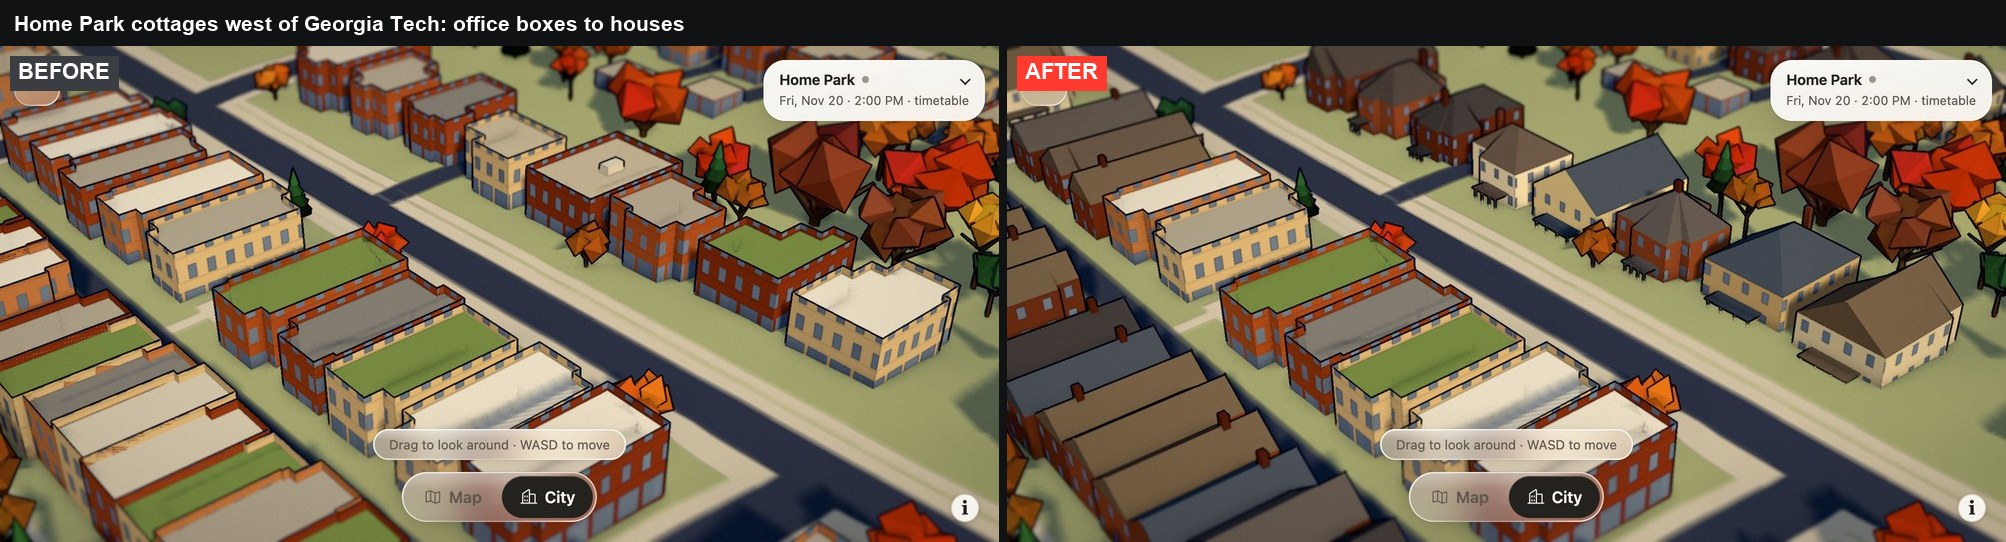 Home Park cottages west of Georgia Tech: office boxes to houses
BEFORE
Home Park
Fri, Nov 20 · 2:00 PM · timetable
Drag to look around · WASD to move
Map
City
i
AFTER
Home Park
Fri, Nov 20 · 2:00 PM · timetable
Drag to look around · WASD to move
Map
City
i